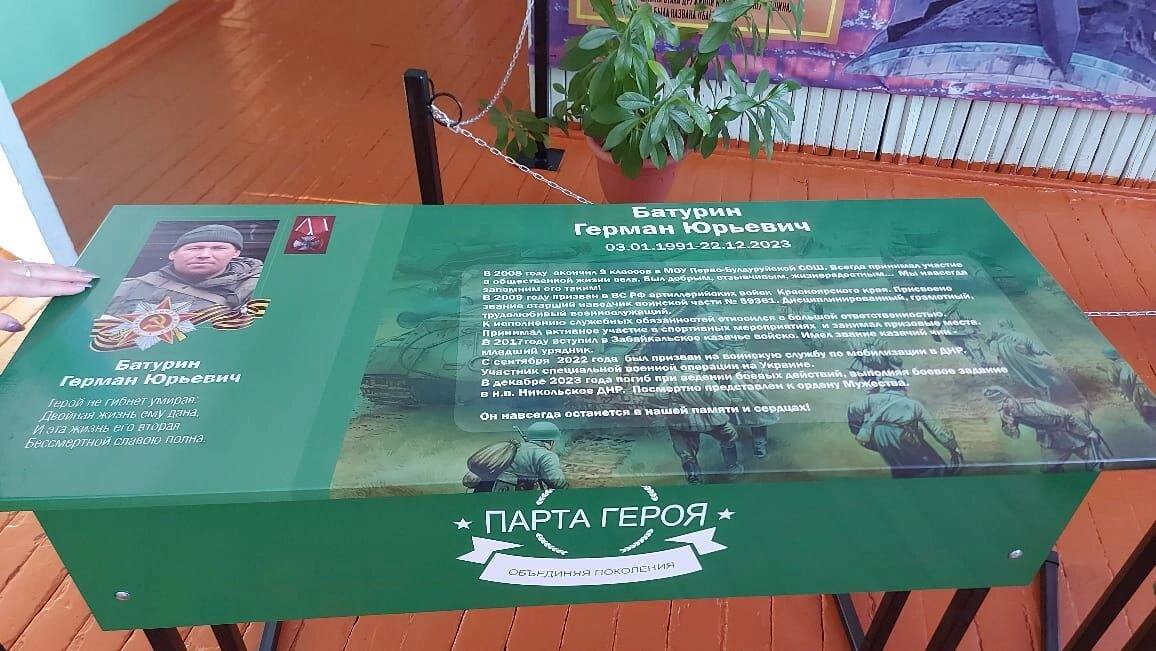 БЫЛА НАЗВАНА
Батурин
Герман Юрьевич
03.01.1991-22.12.2023
В 2008 году окончил 9 классов в МОУ Перво-Булдуруйской СОШ. Всегда принимал участие
в общественной жизни села. Был добрым, отзывчивым, жизнерадостным... Мы навсегда
запомним его таким!
В 2009 году призван в ВС РФ артиллерийских войск Красноярского края. Присвоено
звание старший наводчик воинской части № 59361. Дисциплинированный, грамотный,
трудолюбивый военнослужащий.
К исполнению служебных обязанностей относился с большой ответственностью.
Принимал активное участие в спортивных мероприятиях и занимал призовые места.
В 2017году вступил в Забайкальское казачье войско. Имел звание казачий чин -
младший урядник.
С сентября 2022 года был призван на воинскую службу по мобилизации в ДНР.
Участник специальной военной операции на Украине.
В декабре 2023 года погиб при ведении боевых действий, выполняя боевое задание
в н.п. Никольское ДНР. Посмертно представлен к ордену Мужества.
Он навсегда останется в нашей памяти и сердцах!
Батурин
Герман Юрьевич
Герой не гибнет умирая:
Двойная жизнь ему дана,
И эта жизнь его вторая
Бессмертной славою полна.
ПАРТА ГЕРОЯ
ОБЪЕДИНЯЯ ПОКОЛЕНИЯ